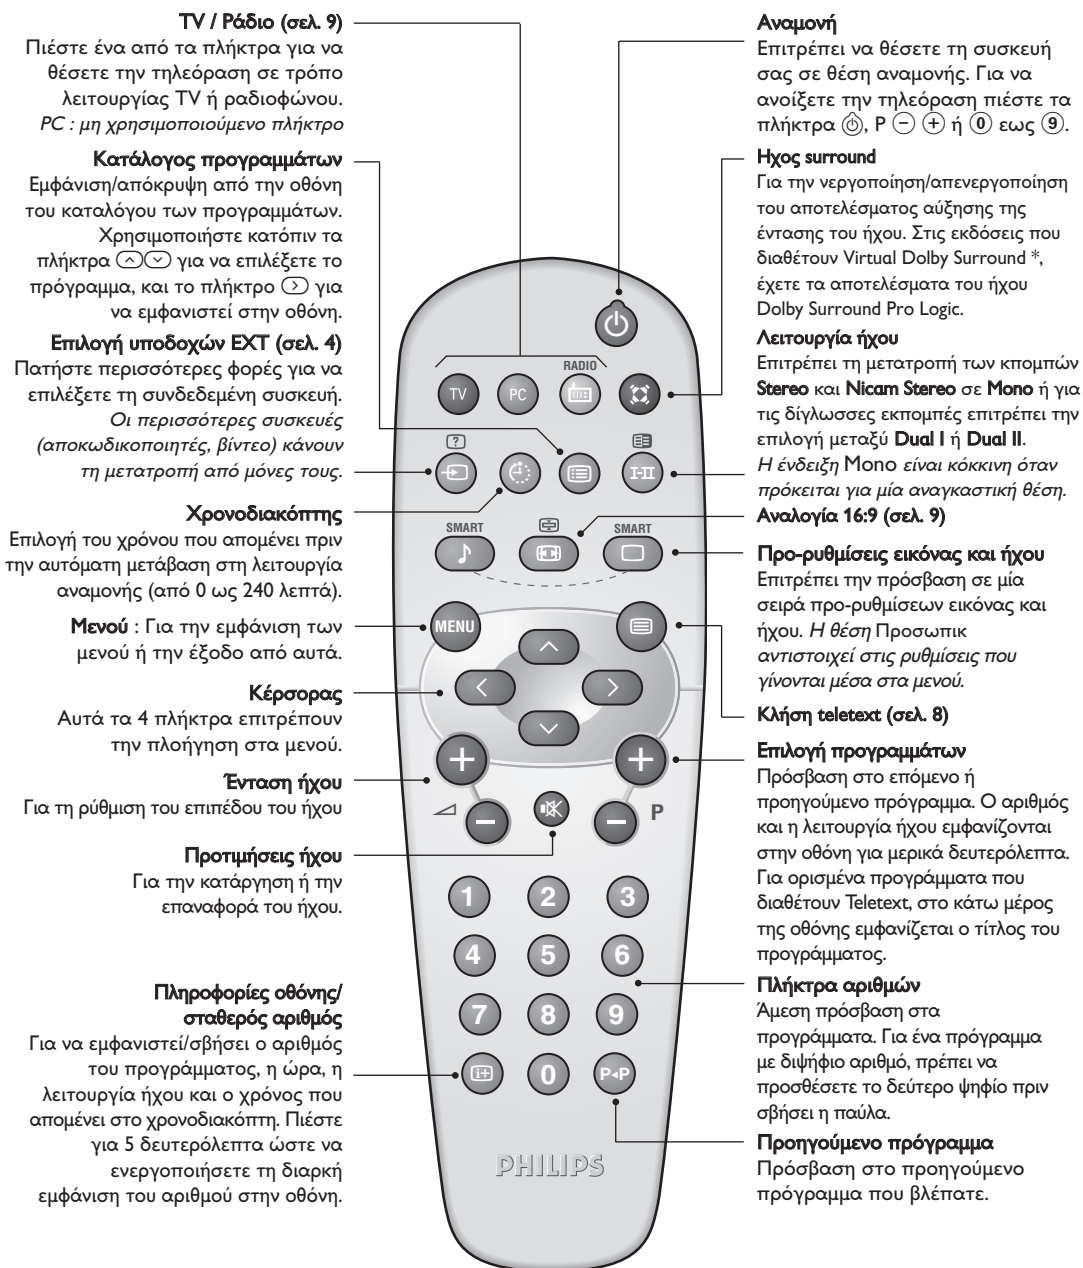 TV / Ράδιο (σελ. 9)
Πιέστε ένα από τα πλήκτρα για να
θέσετε την τηλεόραση σε τρόπο
λειτουργίας TV ή ραδιοφώνου.
PC : μη χρησιμοποιούμενο πλήκτρο
Κατάλογος προγραμμάτων
Εμφάνιση/απόκρυψη από την οθόνη
του καταλόγου των προγραμμάτων.
Χρησιμοποιήστε κατόπιν τα
πλήκτρα για να επιλέξετε το
πρόγραμμα, και το πλήκτρο για
να εμφανιστεί στην οθόνη.
Επιλογή υποδοχών EXT (σελ. 4)
Πατήστε περισσότερες φορές για να
επιλέξετε τη συνδεδεμένη συσκευή.
Οι περισσότερες συσκευές
(αποκωδικοποιητές, βίντεο) κάνουν
τη μετατροπή από μόνες τους.
Χρονοδιακόπτης
Επιλογή του χρόνου που απομένει πριν
την αυτόματη μετάβαση στη λειτουργία
αναμονής (από 0 ως 240 λεπτά).
Μενού : Για την εμφάνιση των
μενού ή την έξοδο από αυτά.
Κέρσορας
Αυτά τα 4 πλήκτρα επιτρέπουν
την πλοήγηση στα μενού.
Ένταση ήχου
Για τη ρύθμιση του επιπέδου του ήχου
Προτιμήσεις ήχου
Για την κατάργηση ή την
επαναφορά του ήχου.
Πληροφορίες οθόνης/
σταθερός αριθμός
Για να εμφανιστεί/σβήσει ο αριθμός
του προγράμματος, η ώρα, η
λειτουργία ήχου και ο χρόνος που
απομένει στο χρονοδιακόπτη. Πιέστε
για 5 δευτερόλεπτα ώστε να
ενεργοποιήσετε τη διαρκή
εμφάνιση του αριθμού στην οθόνη.
RADIO
TV PC
?
I-II
SMART SMART
MENU
+ +
- - P
1 2 3
4 5 6
7 8 9
i+ 0 P◂P
PHILIPS
Αναμονή
Επιτρέπει να θέσετε τη συσκευή
σας σε θέση αναμονής. Για να
ανοίξετε την τηλεόραση πιέστε τα
πλήκτρα , P - + ή 0 εως 9.
Ηχος surround
Για την νεργοποίηση/απενεργοποίηση
του αποτελέσματος αύξησης της
έντασης του ήχου. Στις εκδόσεις που
διαθέτουν Virtual Dolby Surround *,
έχετε τα αποτελέσματα του ήχου
Dolby Surround Pro Logic.
Λειτουργία ήχου
Επιτρέπει τη μετατροπή των κπομπών
Stereo και Nicam Stereo σε Mono ή για
τις δίγλωσσες εκπομπές επιτρέπει την
επιλογή μεταξύ Dual I ή Dual II.
Η ένδειξη Mono είναι κόκκινη όταν
πρόκειται για μία αναγκαστική θέση.
Αναλογία 16:9 (σελ. 9)
Προ-ρυθμίσεις εικόνας και ήχου
Επιτρέπει την πρόσβαση σε μία
σειρά προ-ρυθμίσεων εικόνας και
ήχου. Η θέση Προσωπικ
αντιστοιχεί στις ρυθμίσεις που
γίνονται μέσα στα μενού.
Κλήση teletext (σελ. 8)
Επιλογή προγραμμάτων
Πρόσβαση στο επόμενο ή
προηγούμενο πρόγραμμα. Ο αριθμός
και η λειτουργία ήχου εμφανίζονται
στην οθόνη για μερικά δευτερόλεπτα.
Για ορισμένα προγράμματα που
διαθέτουν Teletext, στο κάτω μέρος
της οθόνης εμφανίζεται ο τίτλος του
προγράμματος.
Πλήκτρα αριθμών
Άμεση πρόσβαση στα
προγράμματα. Για ένα πρόγραμμα
με διψήφιο αριθμό, πρέπει να
προσθέσετε το δεύτερο ψηφίο πριν
σβήσει η παύλα.
Προηγούμενο πρόγραμμα
Πρόσβαση στο προηγούμενο
πρόγραμμα που βλέπατε.